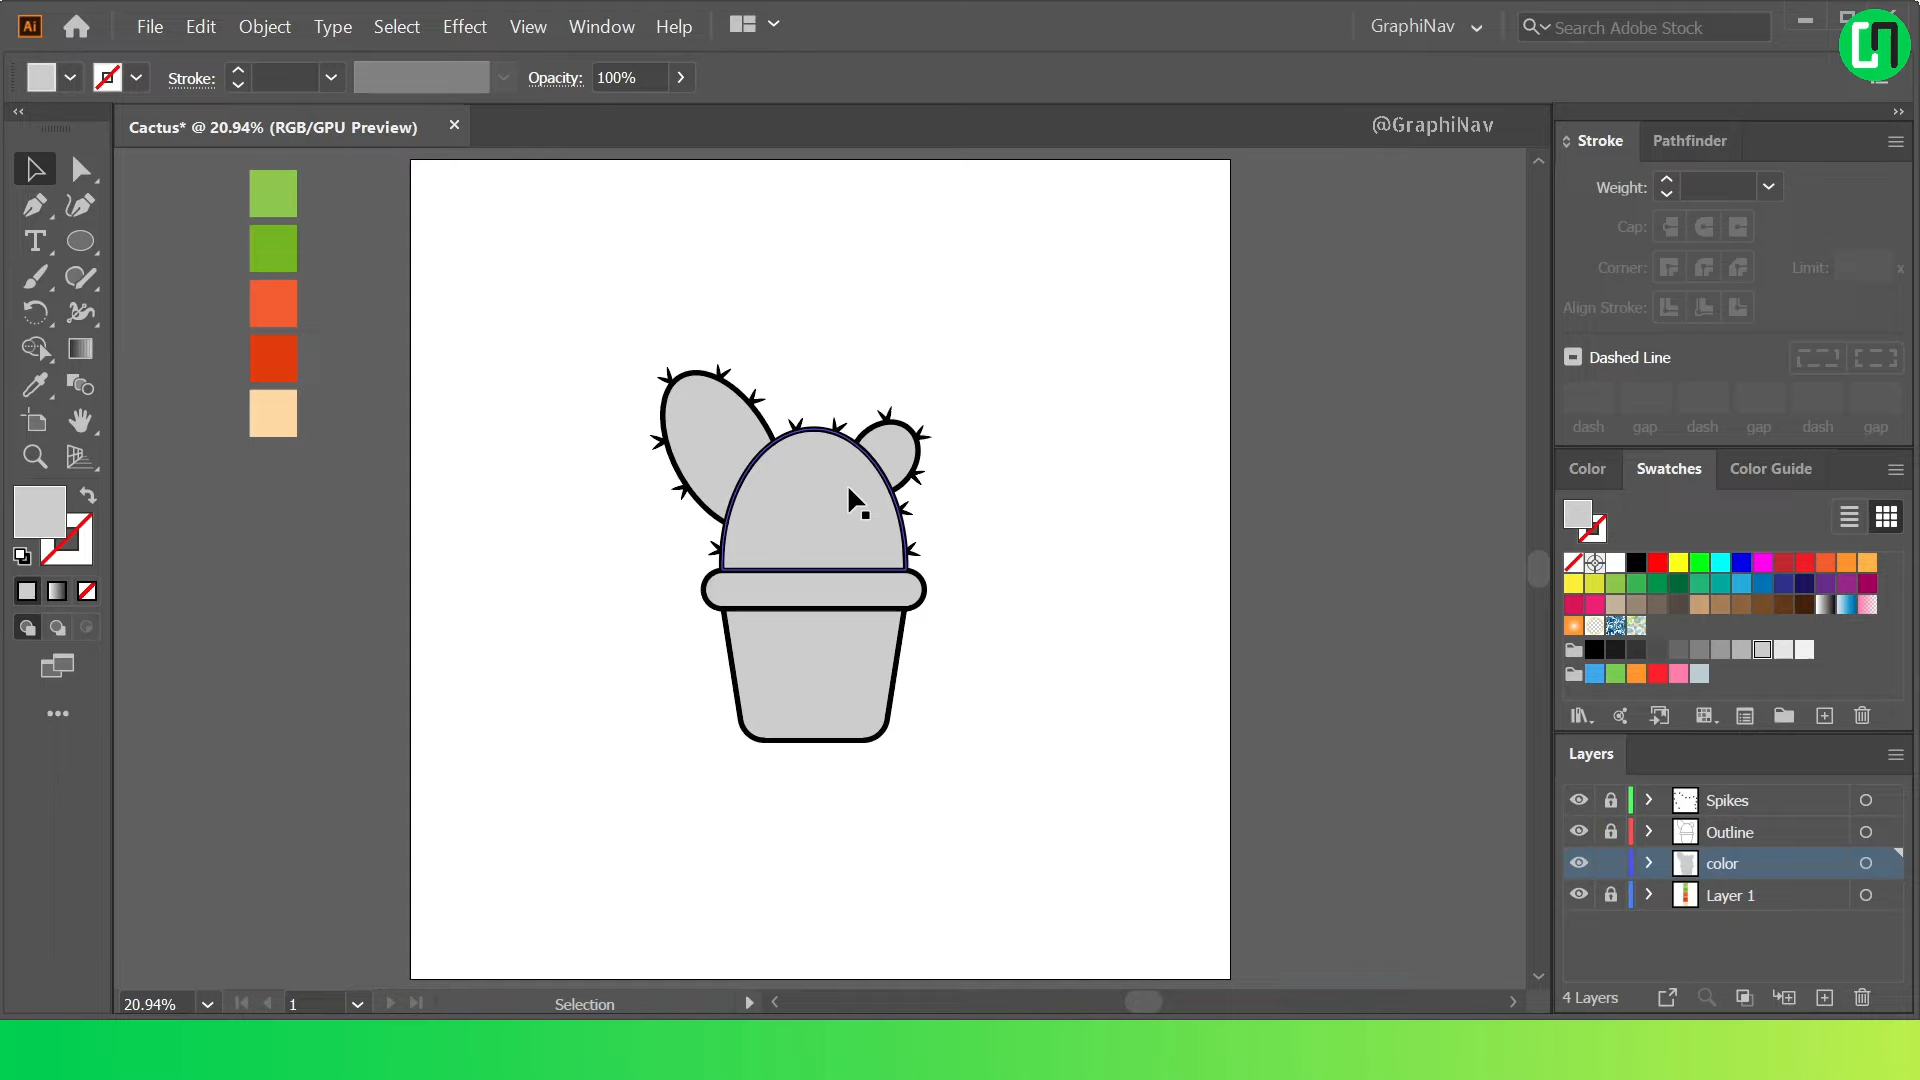 Ai File Edit Object Type Select Effect View Window Help GraphiNav Search Adobe Stock
Stroke: Opacity: 100%
Cactus* @ 20.94% (RGB/GPU Preview) × @GraphiNav
Stroke Pathfinder
Weight:
Cap:
Corner: Limit: x
Align Stroke:
Dashed Line
dash gap dash gap dash gap
Color Swatches Color Guide
Layers
Spikes
Outline
color
Layer 1
4 Layers
20.94% 1 Selection